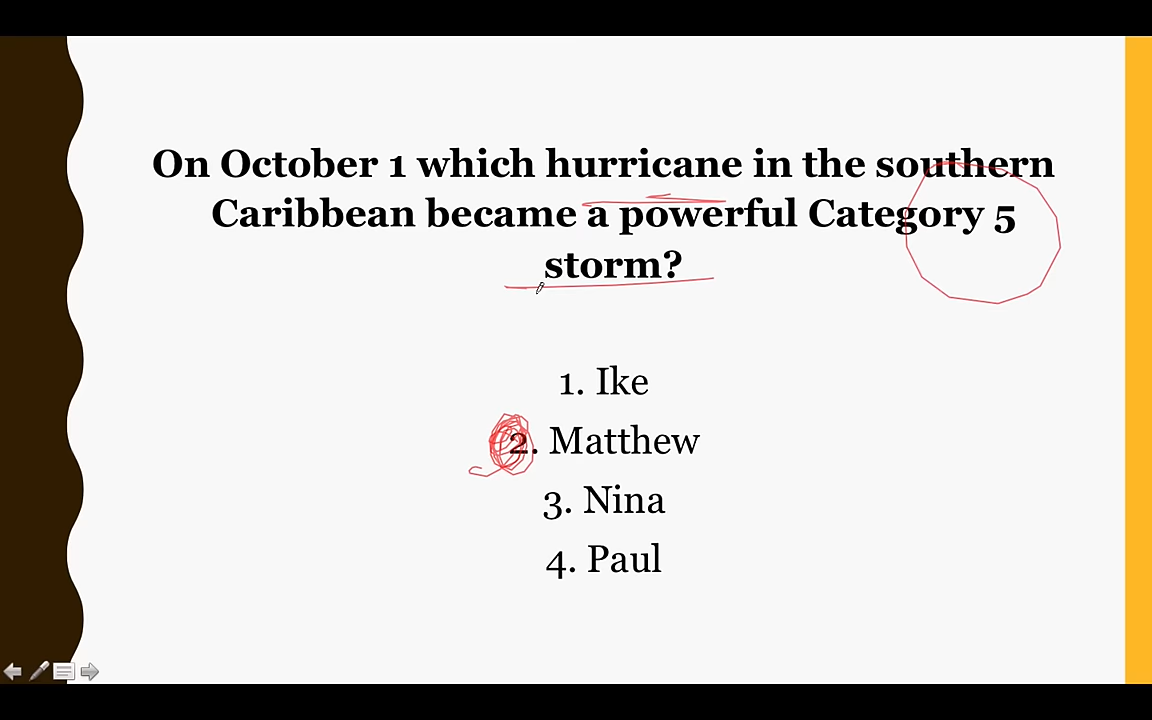 On October 1 which hurricane in the southern
Caribbean became a powerful Category 5
storm?
1. Ike
2. Matthew
3. Nina
4. Paul